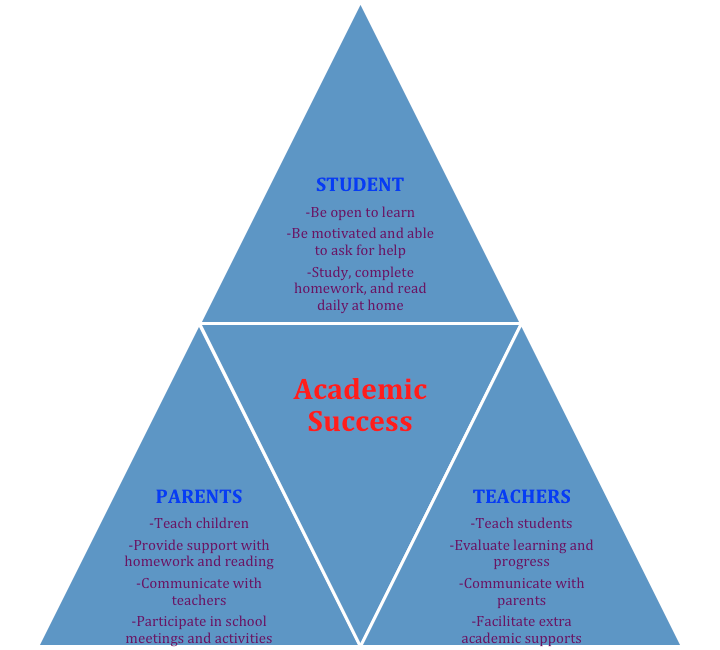 STUDENT
-Be open to learn
-Be motivated and able
to ask for help
-Study, complete
homework, and read
daily at home
Academic
Success
PARENTS
-Teach children
-Provide support with
homework and reading
-Communicate with
teachers
-Participate in school
meetings and activities
TEACHERS
-Teach students
-Evaluate learning and
progress
-Communicate with
parents
-Facilitate extra
academic supports